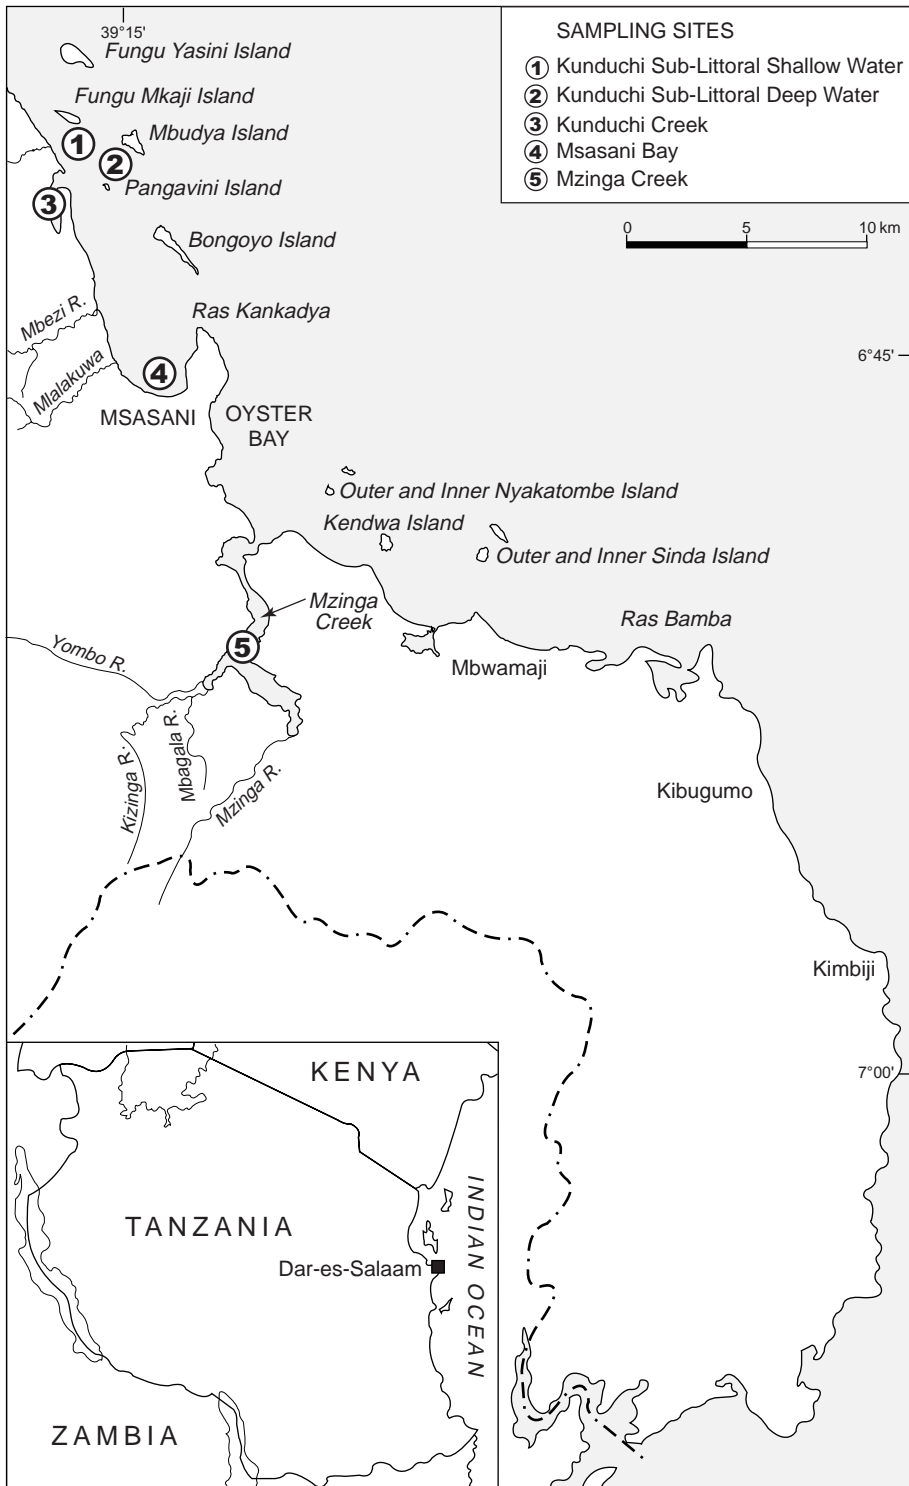 39°15'
Fungu Yasini Island
Fungu Mkaji Island
Mbudya Island
Pangavini Island
Bongoyo Island
Ras Kankadya
SAMPLING SITES
1 Kunduchi Sub-Littoral Shallow Water
2 Kunduchi Sub-Littoral Deep Water
3 Kunduchi Creek
4 Msasani Bay
5 Mzinga Creek
0 5 10 km
1
2
3
Mbezi R.
Mlalakuwa
4
6°45'
MSASANI
OYSTER
BAY
Outer and Inner Nyakatombe Island
Kendwa Island
Outer and Inner Sinda Island
Mzinga
Creek
Ras Bamba
5
Yombo R.
Mbwamaji
Kizinga R.
Mbagala R.
Mzinga R.
Kibugumo
Kimbiji
7°00'
KENYA
TANZANIA
Dar-es-Salaam
INDIAN OCEAN
ZAMBIA